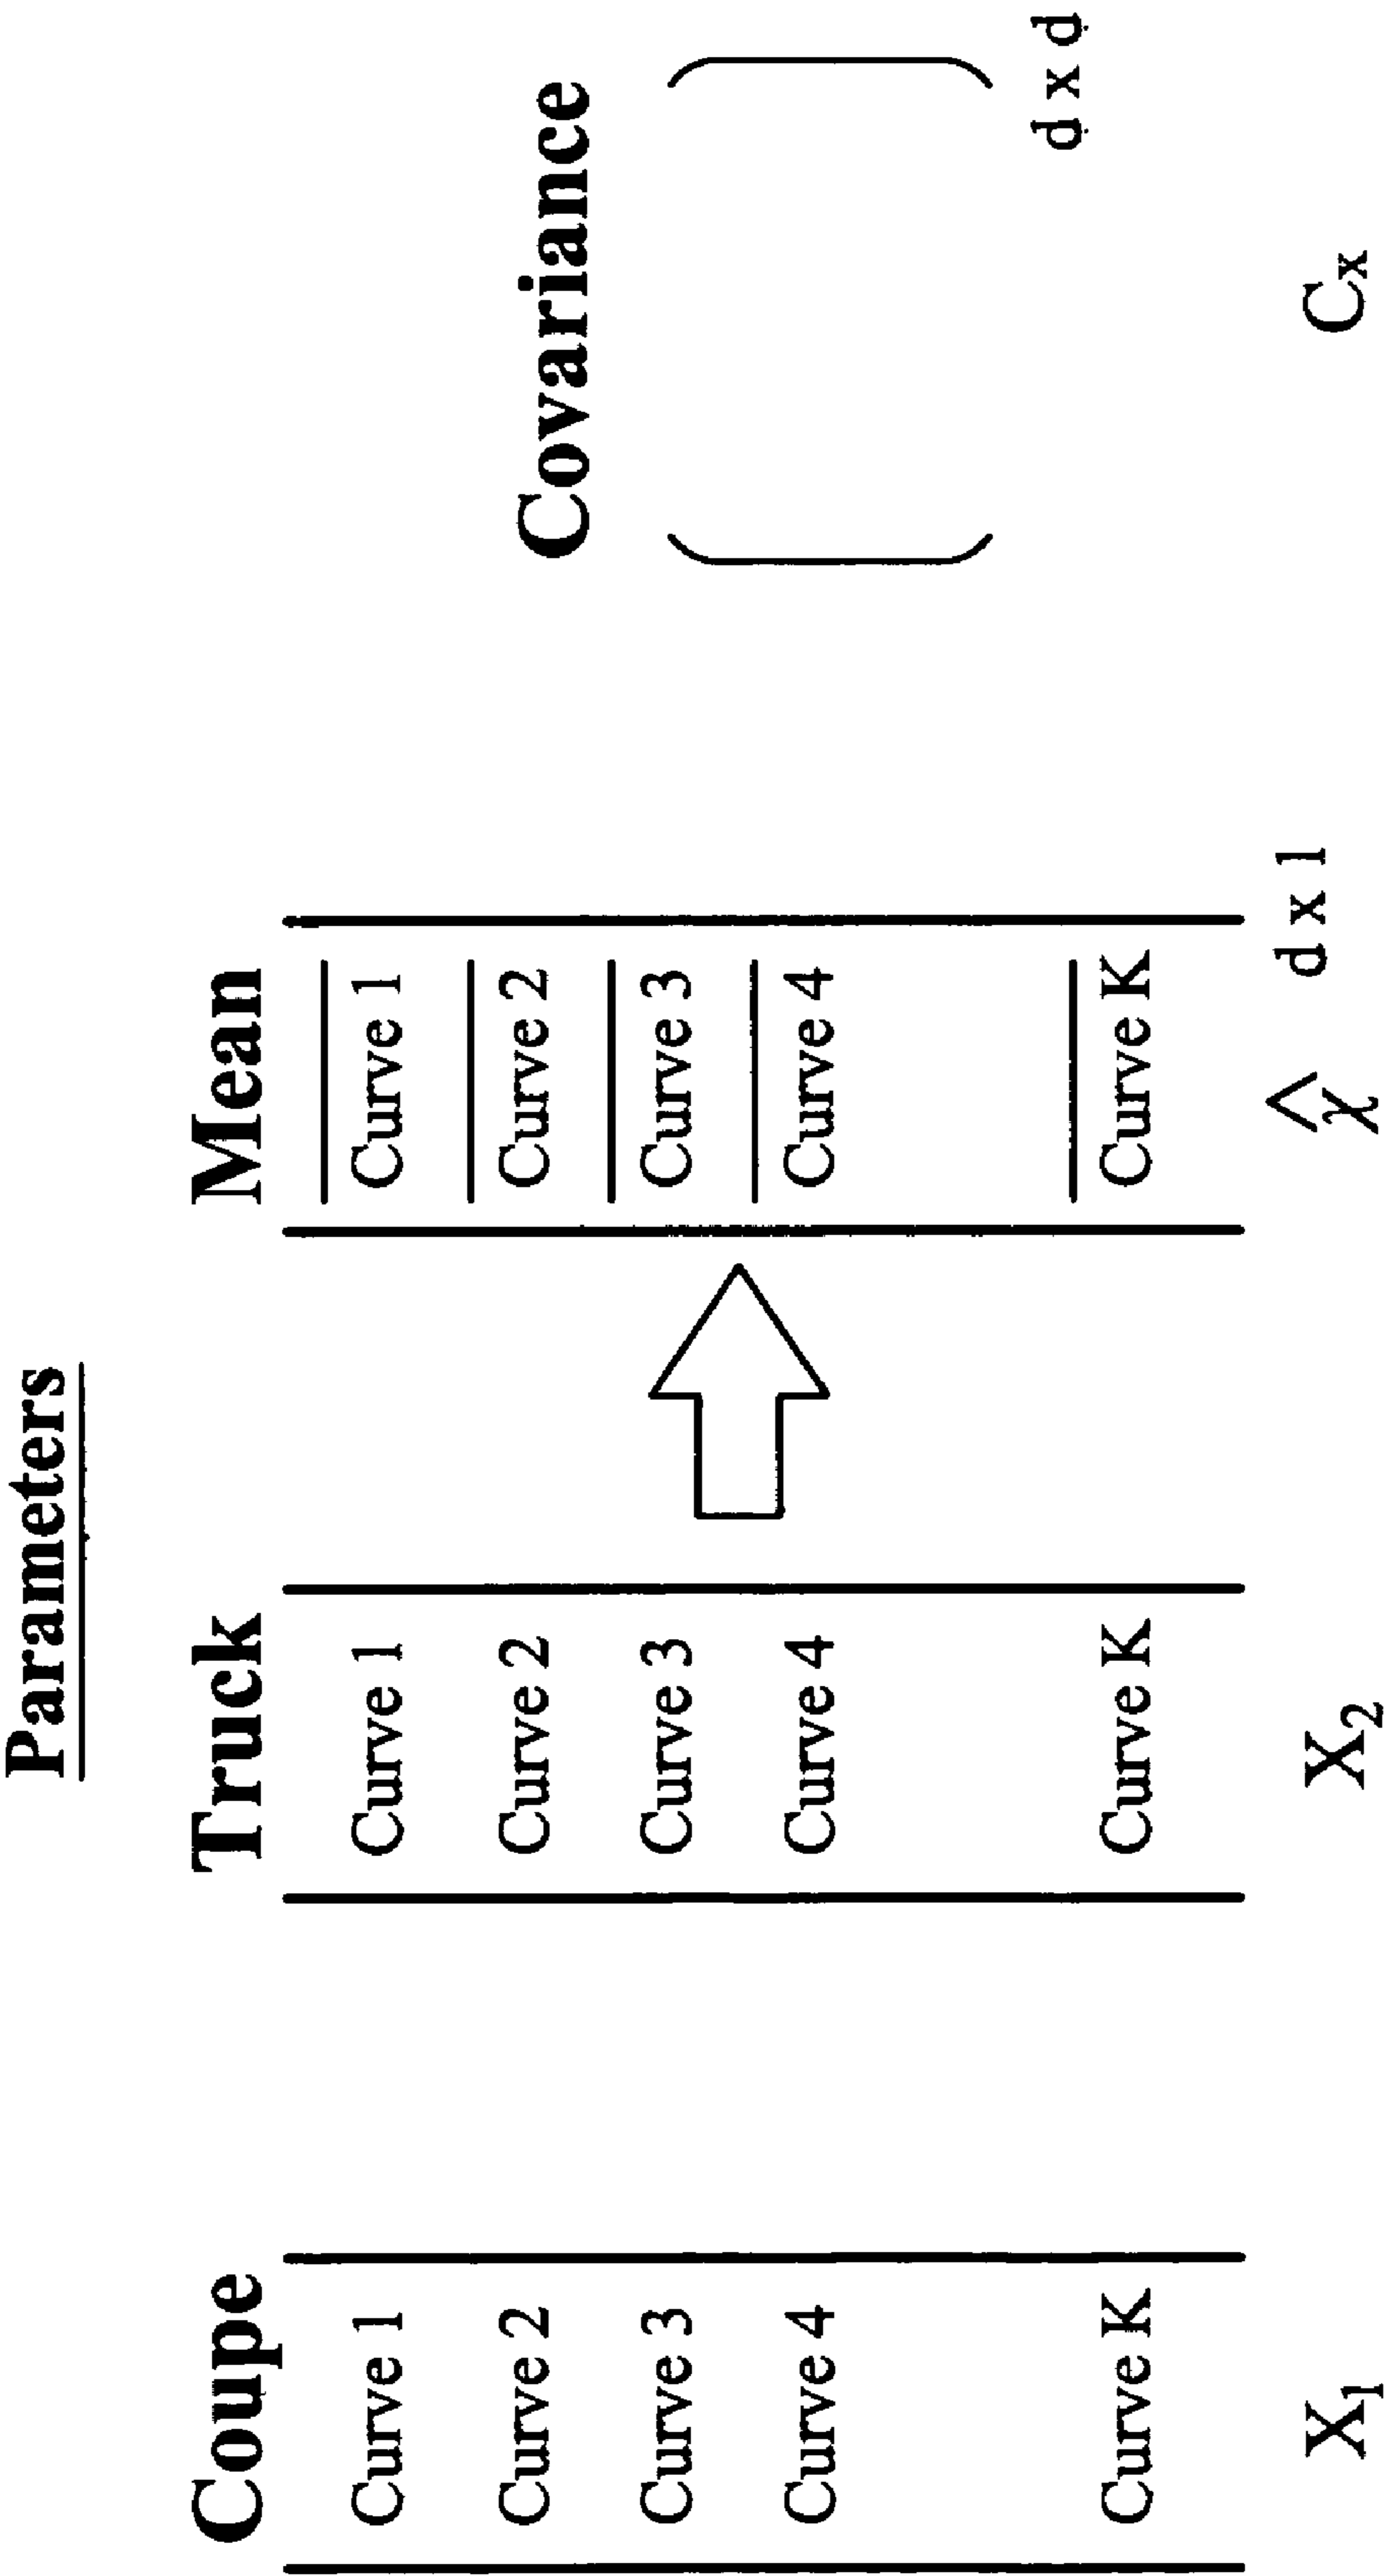 Parameters
Coupe
Curve 1
Curve 2
Curve 3
Curve 4
Curve K
X₁
Truck
Curve 1
Curve 2
Curve 3
Curve 4
Curve K
X₂
Mean
Curve 1
Curve 2
Curve 3
Curve 4
Curve K
d x 1
χ̂
Covariance
d x d
Cₓ